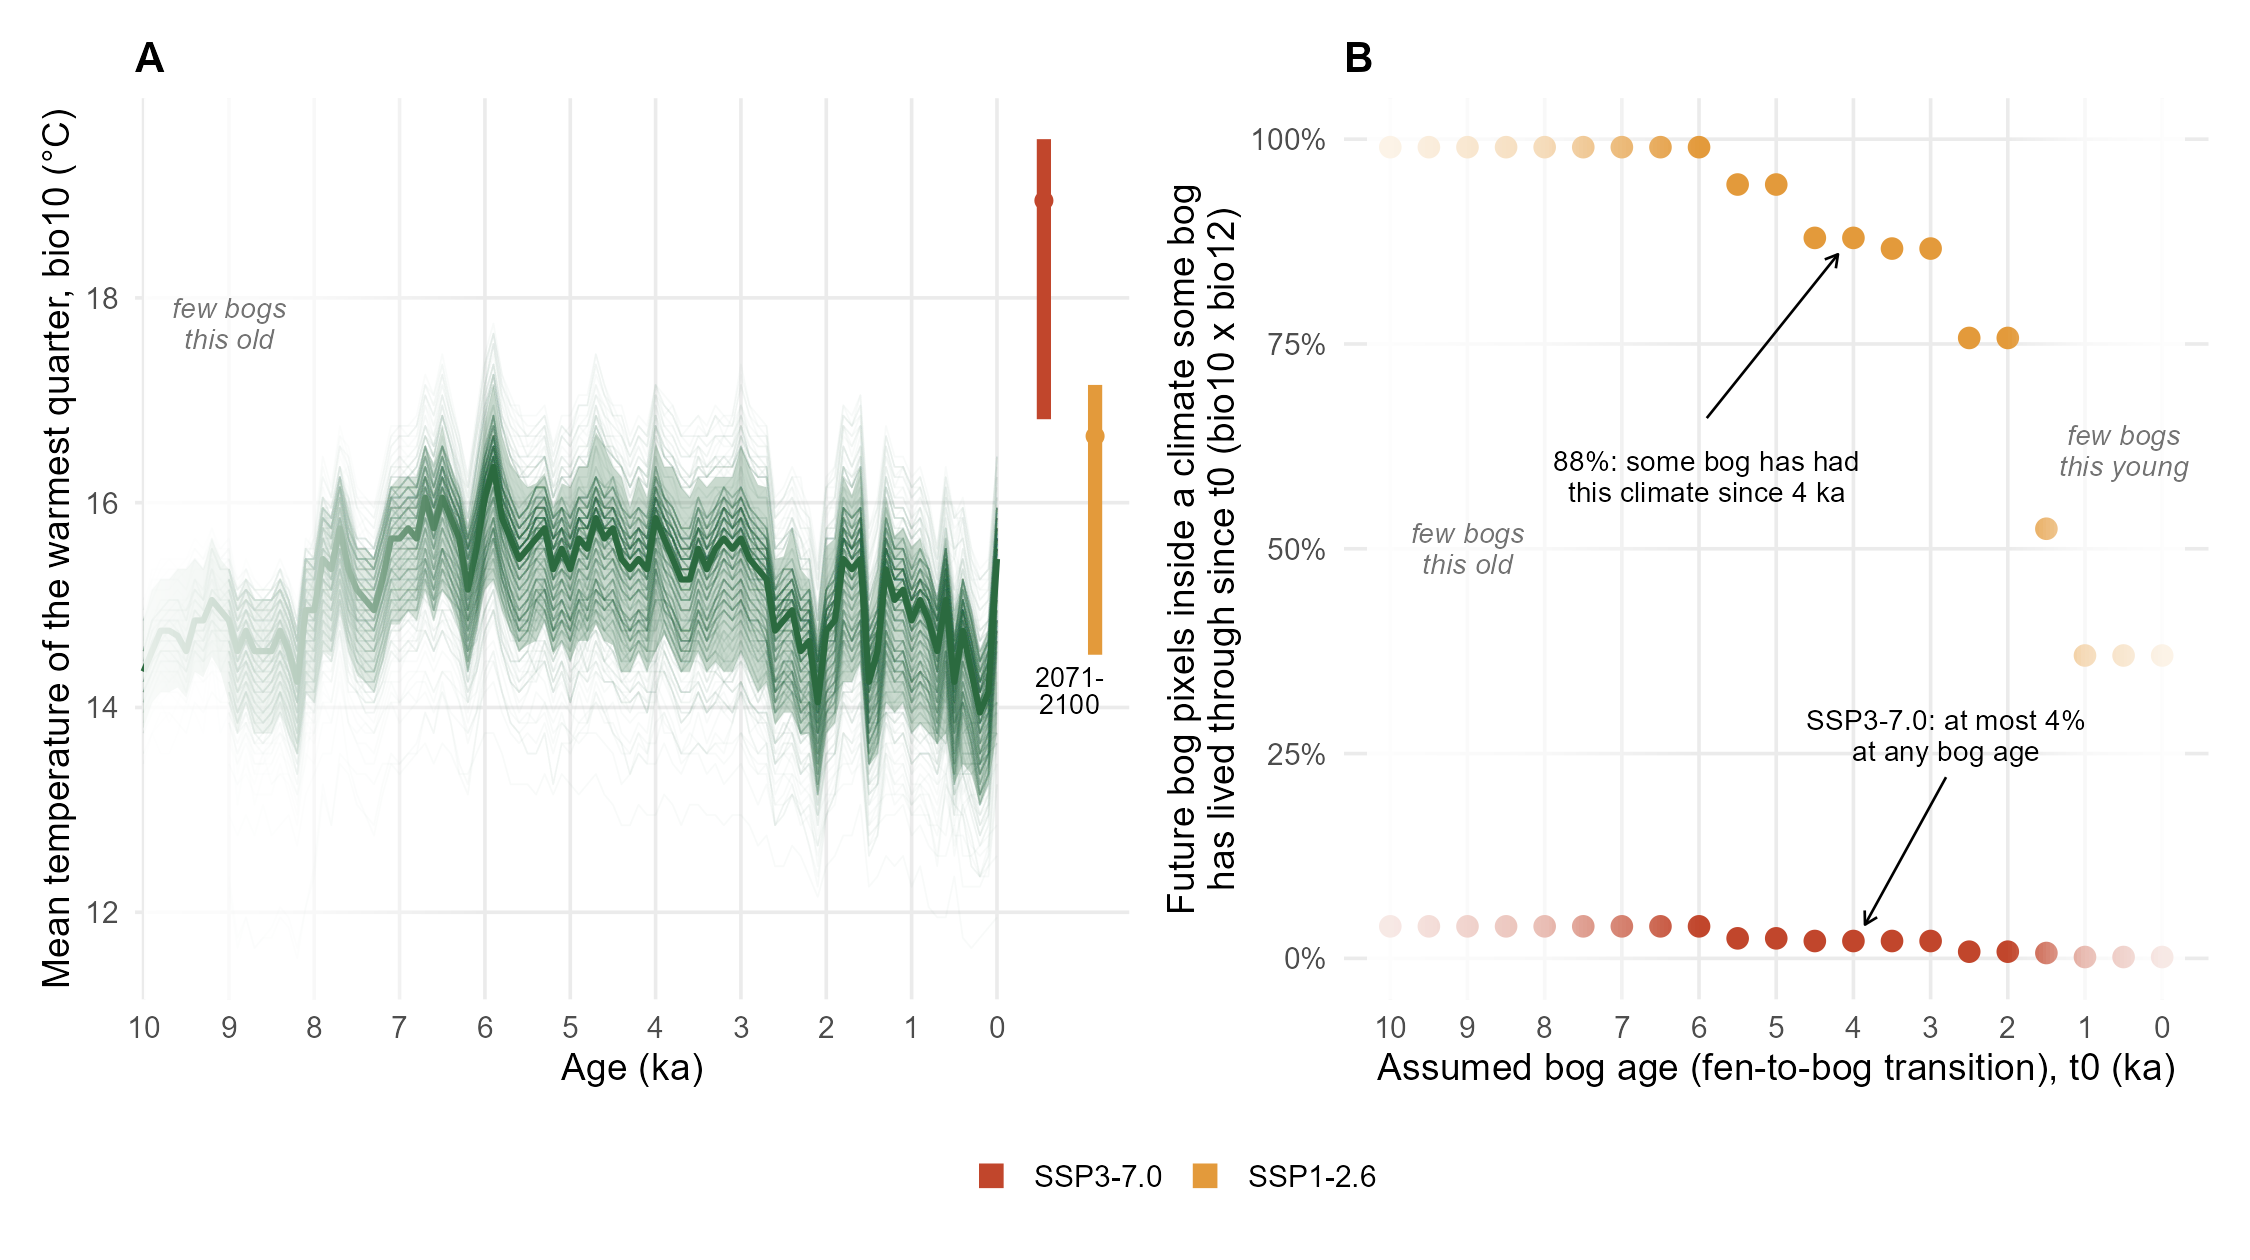 A
Mean temperature of the warmest quarter, bio10 (°C)
18
16
14
12
few bogs
this old
2071-
2100
10 9 8 7 6 5 4 3 2 1 0
Age (ka)
B
Future bog pixels inside a climate some bog
has lived through since t0 (bio10 x bio12)
100%
75%
50%
25%
0%
88%: some bog has had
this climate since 4 ka
few bogs
this young
few bogs
this old
SSP3-7.0: at most 4%
at any bog age
10 9 8 7 6 5 4 3 2 1 0
Assumed bog age (fen-to-bog transition), t0 (ka)
SSP3-7.0 SSP1-2.6